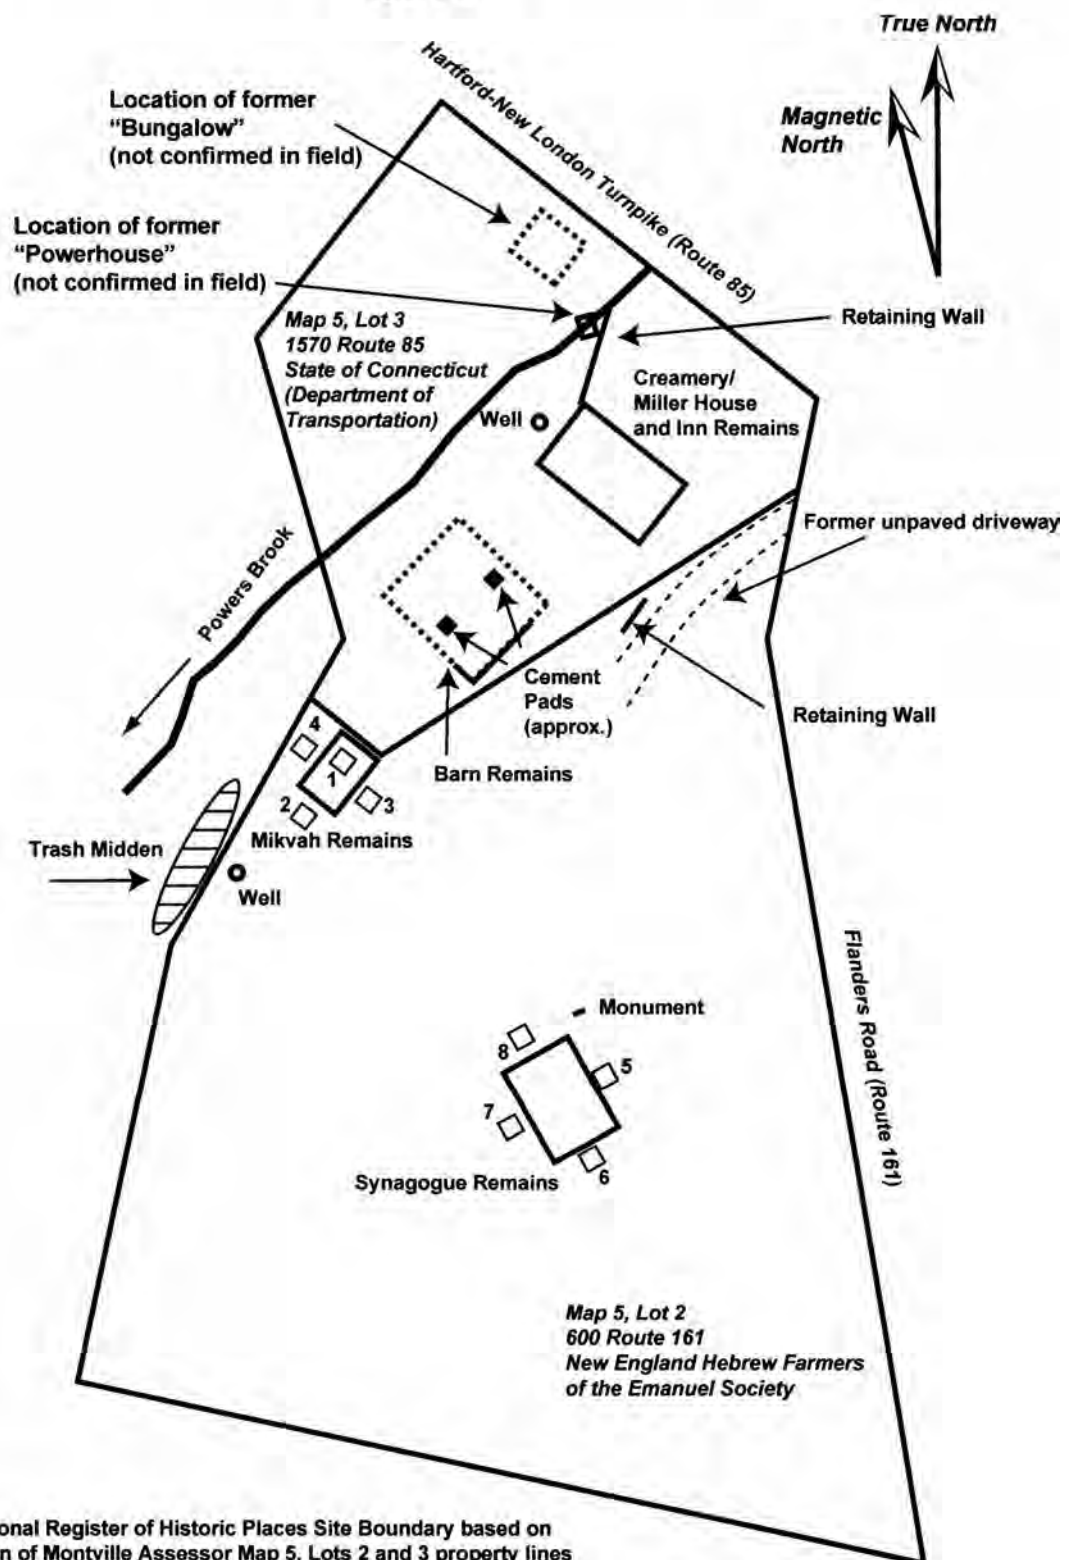 True North
Magnetic
North
Hartford-New London Turnpike (Route 85)
Location of former
“Bungalow”
(not confirmed in field)
Location of former
“Powerhouse”
(not confirmed in field)
Map 5, Lot 3
1570 Route 85
State of Connecticut
(Department of
Transportation)
Retaining Wall
Creamery/
Miller House
and Inn Remains
Well
Former unpaved driveway
Powers Brook
Cement
Pads
(approx.)
Retaining Wall
Barn Remains
4
1
2
3
Mikvah Remains
Trash Midden
Well
Flanders Road (Route 161)
Monument
8
5
7
6
Synagogue Remains
Map 5, Lot 2
600 Route 161
New England Hebrew Farmers
of the Emanuel Society
onal Register of Historic Places Site Boundary based on
n of Montville Assessor Map 5, Lots 2 and 3 property lines